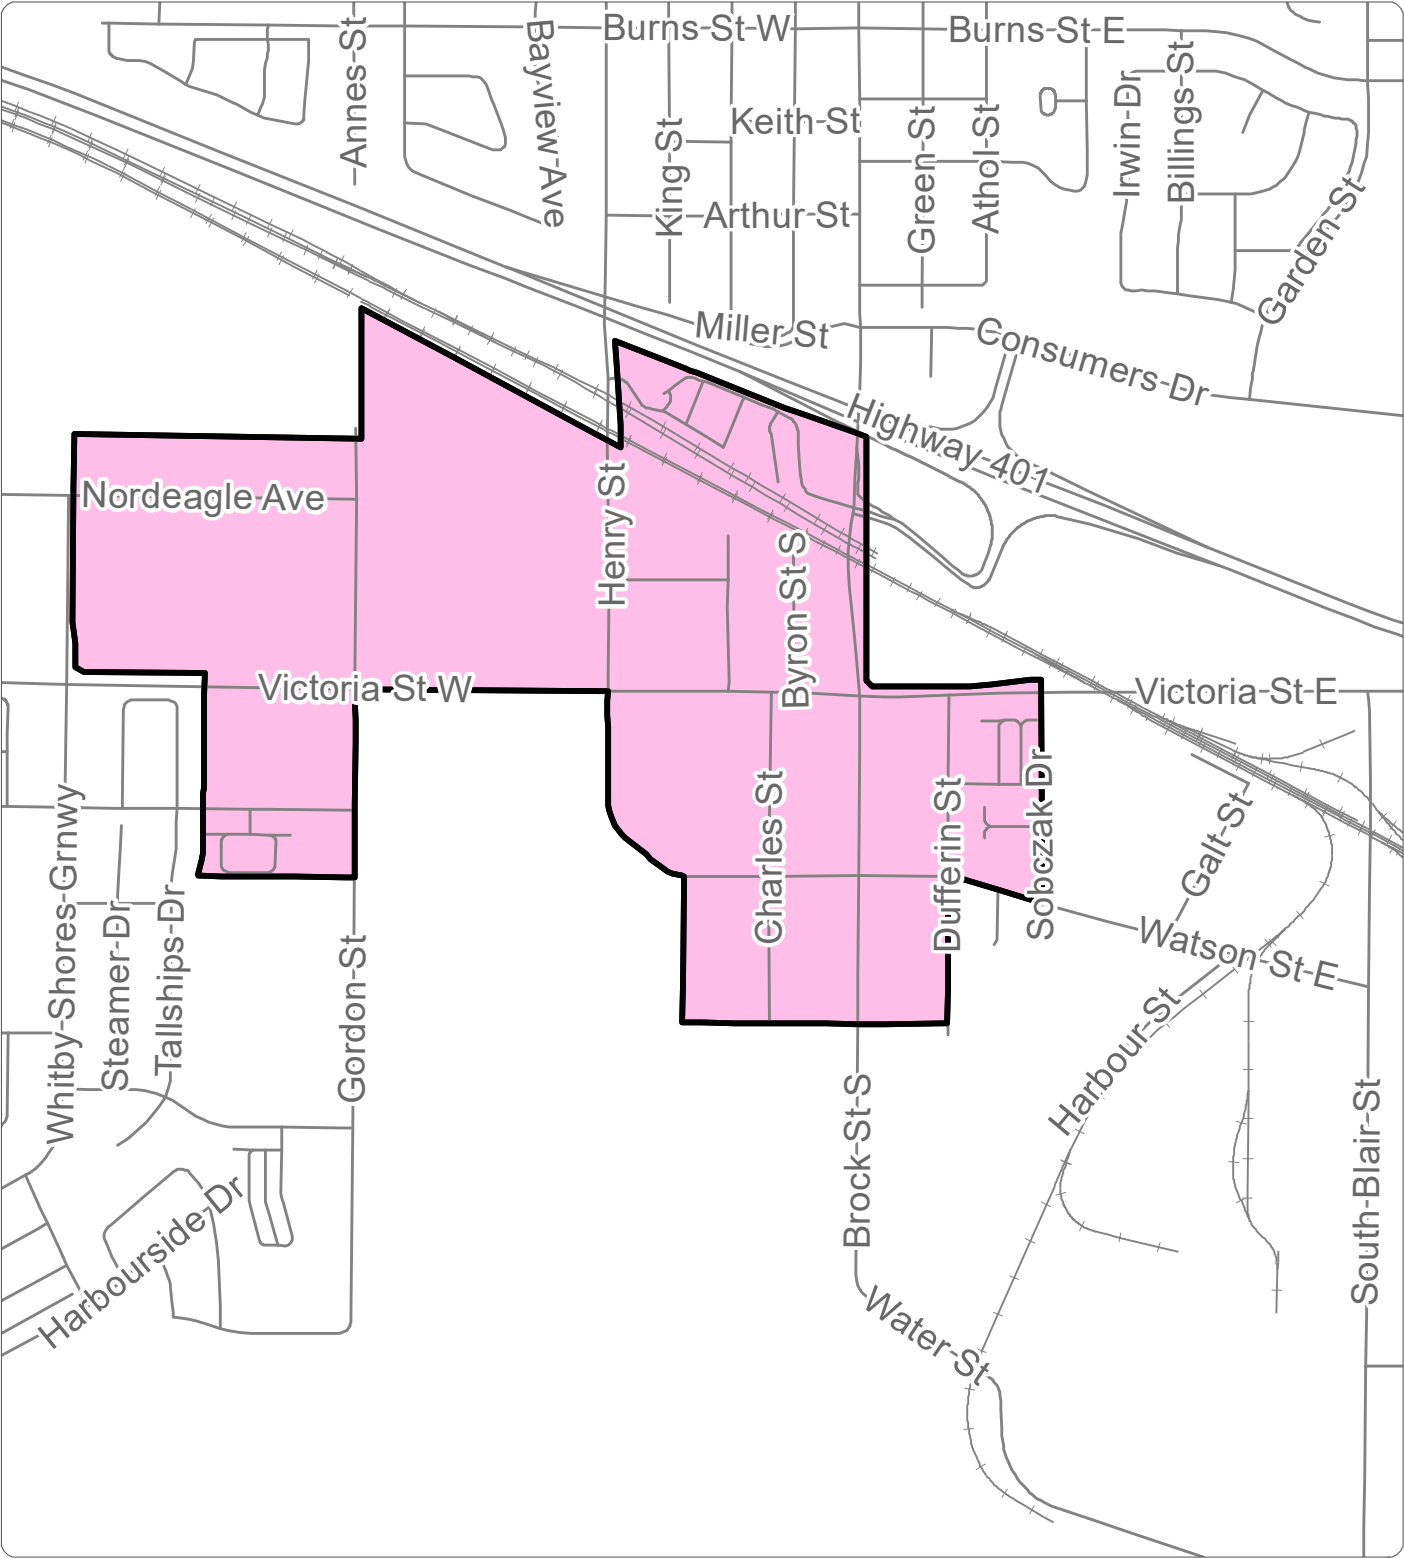 Burns St W
Burns St E
Annes St
Bayview Ave
Keith St
King St
Arthur St
Green St
Athol St
Irwin Dr
Billings St
Garden St
Miller St
Consumers Dr
Highway 401
Nordeagle Ave
Henry St
Byron St S
Victoria St W
Victoria St E
Charles St
Dufferin St
Sobczak Dr
Galt St
Watson St E
Whitby Shores Grnwy
Steamer Dr
Tallships Dr
Gordon St
Harbour St
Brock St S
South Blair St
Harbourside Dr
Water St